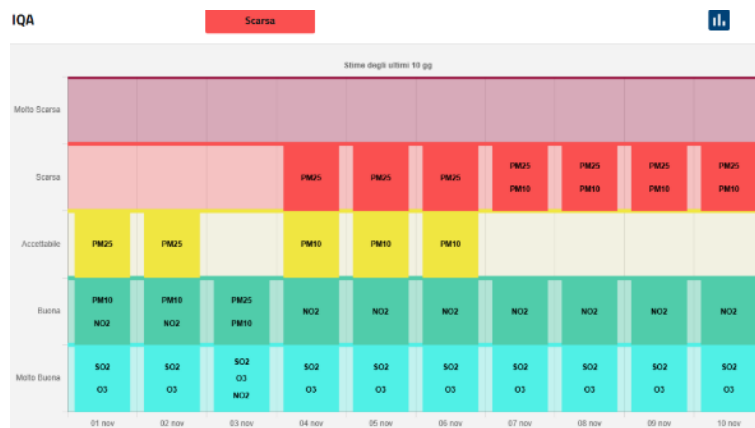 IQA
Scarsa
Stime degli ultimi 10 gg
Molto Scarsa
Scarsa
PM25 PM25 PM25 PM25 PM25 PM25 PM25
PM10 PM10 PM10 PM10
Accettabile
PM25 PM25 PM10 PM10 PM10
Buona
PM10 PM10 PM25 NO2 NO2 NO2 NO2 NO2 NO2 NO2
NO2 NO2 PM10
Molto Buona
SO2 SO2 SO2 SO2 SO2 SO2 SO2 SO2 SO2 SO2
O3 O3 O3 O3 O3 O3 O3 O3 O3 O3
NO2
01 nov 02 nov 03 nov 04 nov 05 nov 06 nov 07 nov 08 nov 09 nov 10 nov